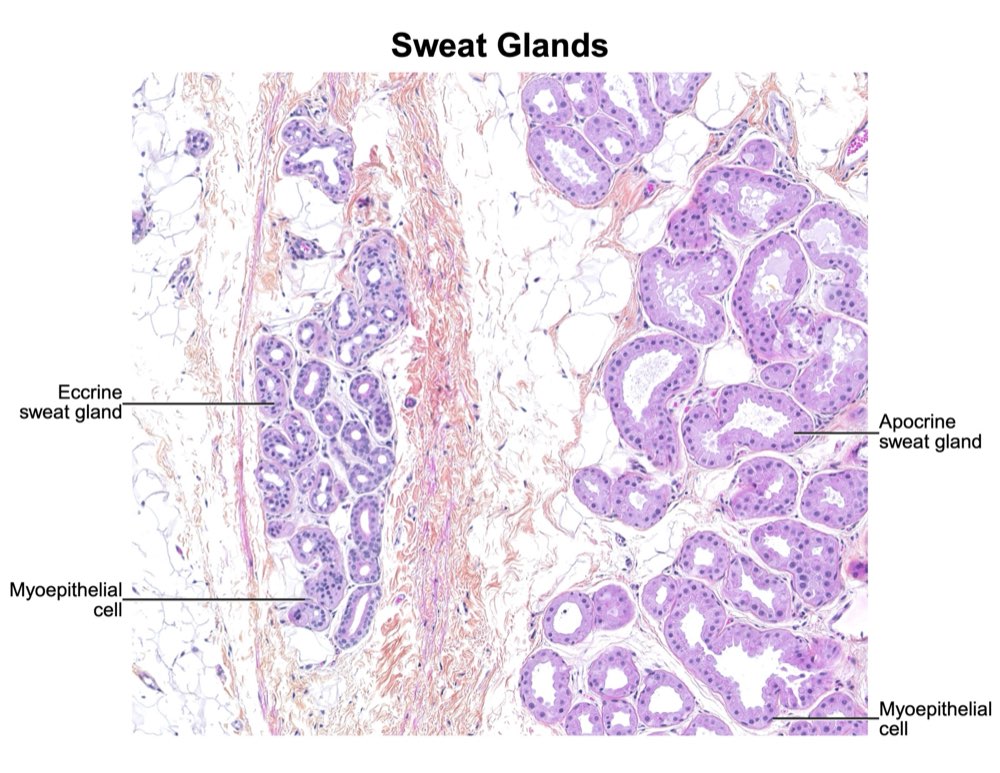 Sweat Glands
Eccrine
sweat gland
Apocrine
sweat gland
Myoepithelial
cell
Myoepithelial
cell